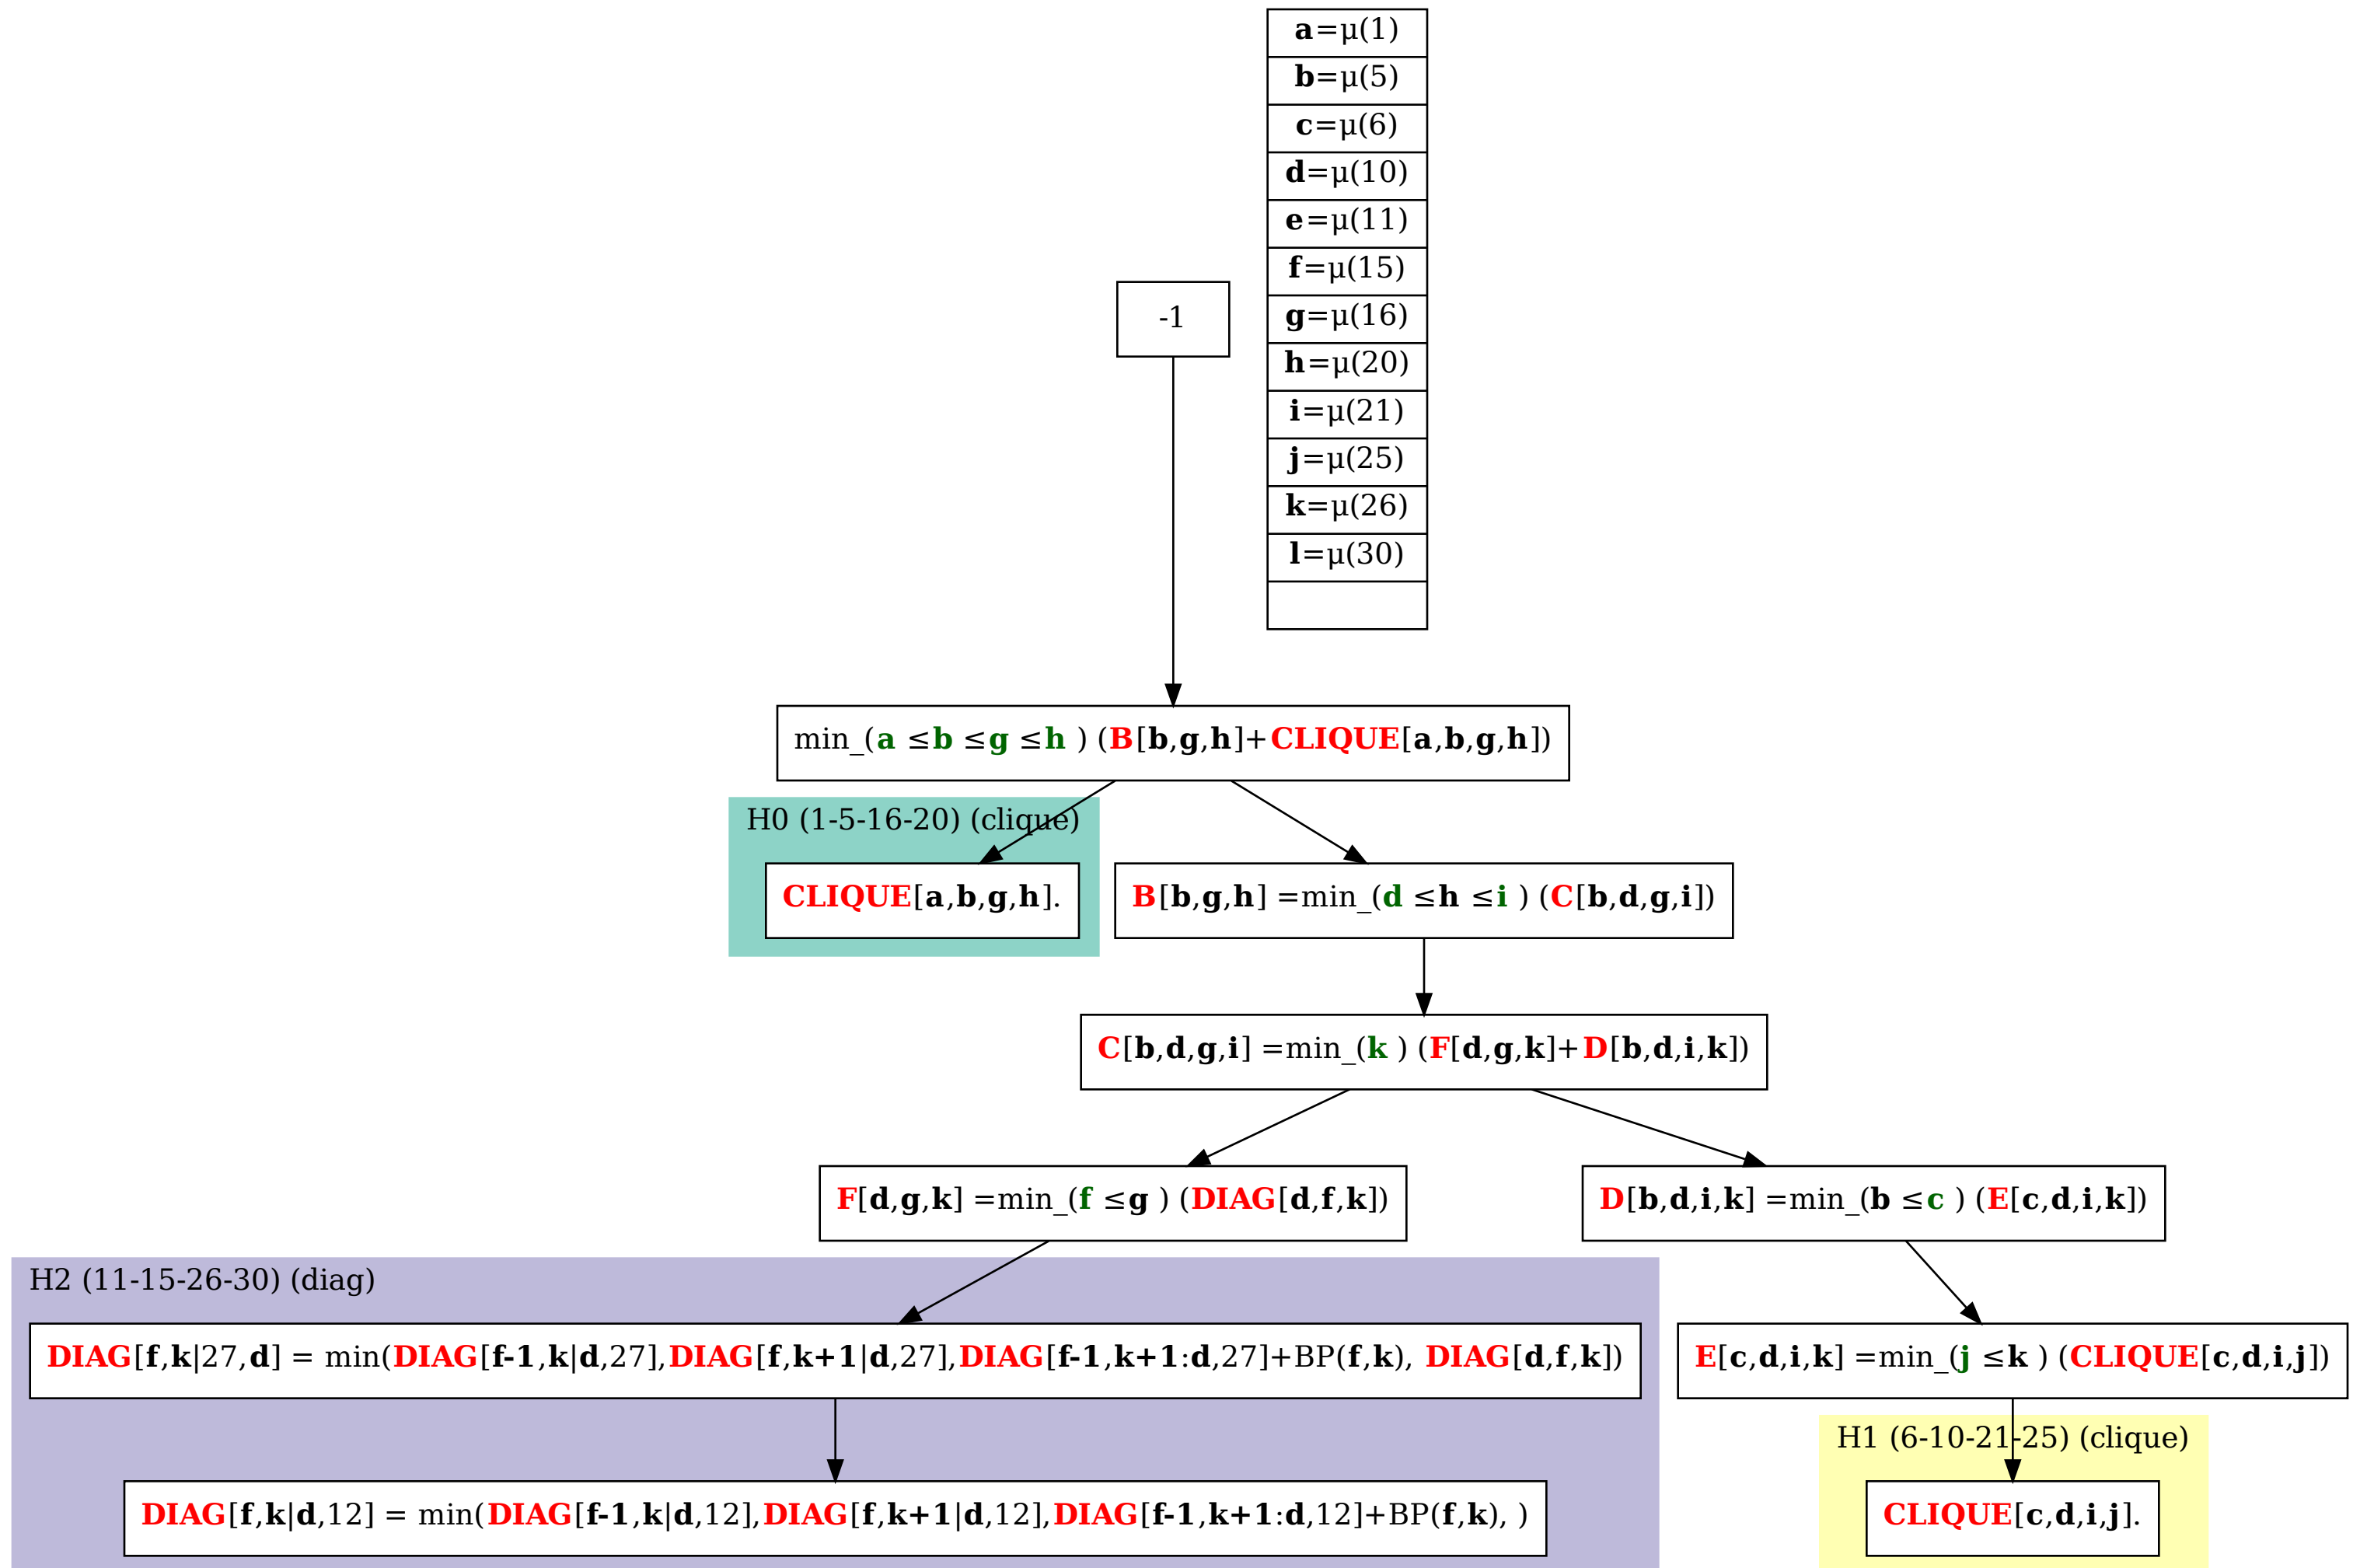 a=μ(1)
b=μ(5)
c=μ(6)
d=μ(10)
e=μ(11)
f=μ(15)
g=μ(16)
h=μ(20)
i=μ(21)
j=μ(25)
k=μ(26)
l=μ(30)
-1
min_(a ≤b ≤g ≤h ) (B[b,g,h]+CLIQUE[a,b,g,h])
H0 (1-5-16-20) (clique)
CLIQUE[a,b,g,h].
B[b,g,h] =min_(d ≤h ≤i ) (C[b,d,g,i])
C[b,d,g,i] =min_(k ) (F[d,g,k]+D[b,d,i,k])
F[d,g,k] =min_(f ≤g ) (DIAG[d,f,k])
D[b,d,i,k] =min_(b ≤c ) (E[c,d,i,k])
H2 (11-15-26-30) (diag)
DIAG[f,k|27,d] = min(DIAG[f-1,k|d,27],DIAG[f,k+1|d,27],DIAG[f-1,k+1:d,27]+BP(f,k), DIAG[d,f,k])
E[c,d,i,k] =min_(j ≤k ) (CLIQUE[c,d,i,j])
H1 (6-10-21-25) (clique)
DIAG[f,k|d,12] = min(DIAG[f-1,k|d,12],DIAG[f,k+1|d,12],DIAG[f-1,k+1:d,12]+BP(f,k), )
CLIQUE[c,d,i,j].